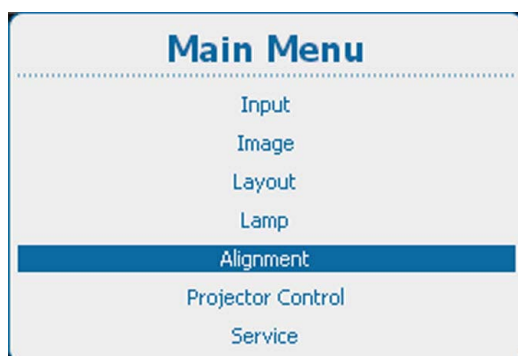 Main Menu
Input
Image
Layout
Lamp
Alignment
Projector Control
Service